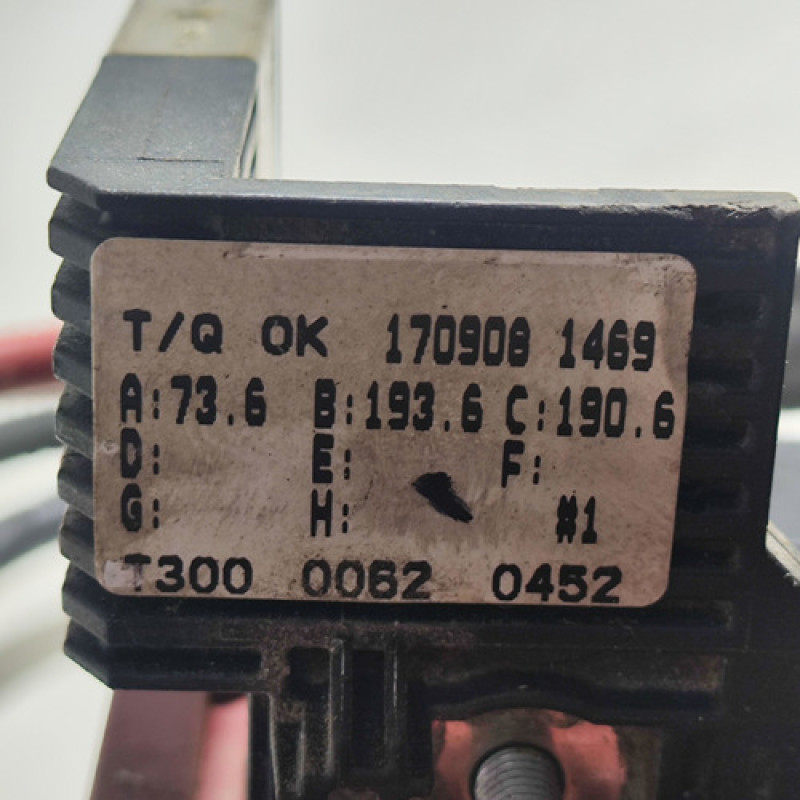 T/Q OK 170908 1469
A:73.6 B:193.6 C:190.6
D: E: F:
G: H: #1
T300 0062 0452